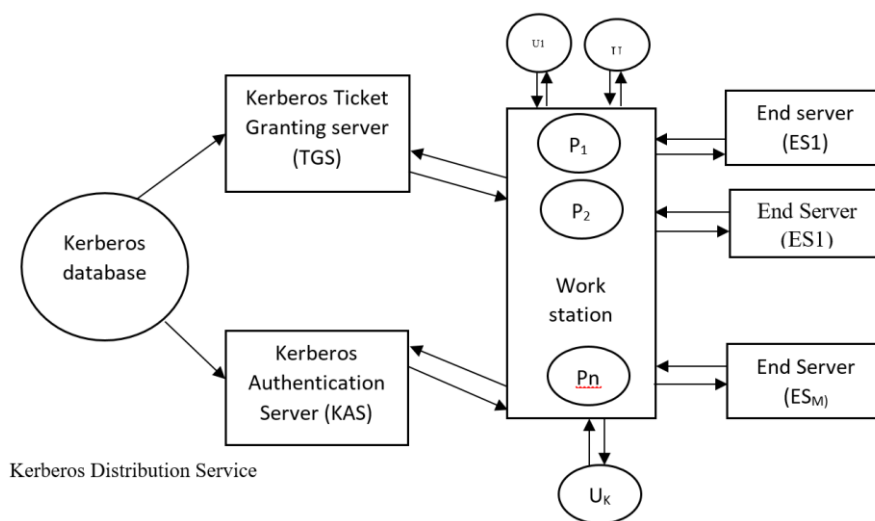 U1
Kerberos Ticket
Granting server
(TGS)
P1
End server
(ES1)
P2
End Server
(ES1)
Kerberos
database
Work
station
Kerberos
Authentication
Server (KAS)
Pn
End Server
(ESM)
Kerberos Distribution Service
UK